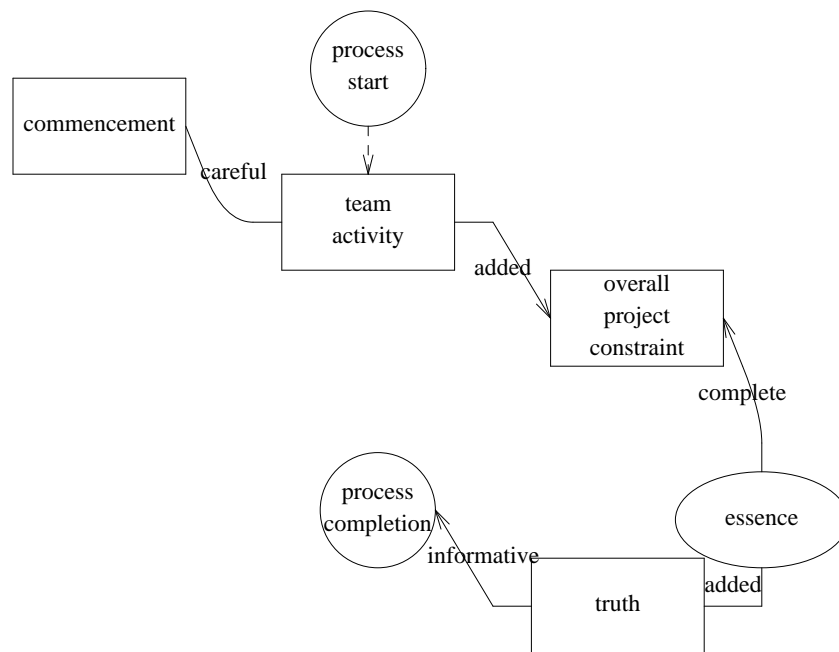 process
start
commencement
careful
team
activity
added
overall
project
constraint
complete
process
completion
essence
informative
added
truth